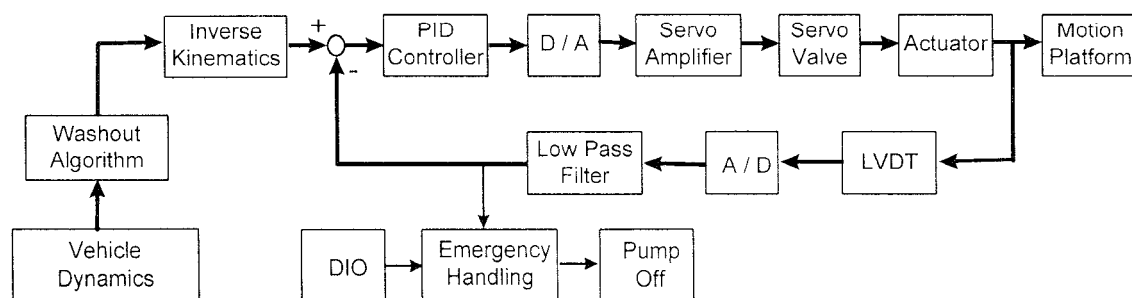 Inverse
Kinematics
+
-
PID
Controller
D / A
Servo
Amplifier
Servo
Valve
Actuator
Motion
Platform
Washout
Algorithm
Low Pass
Filter
A / D
LVDT
Vehicle
Dynamics
DIO
Emergency
Handling
Pump
Off